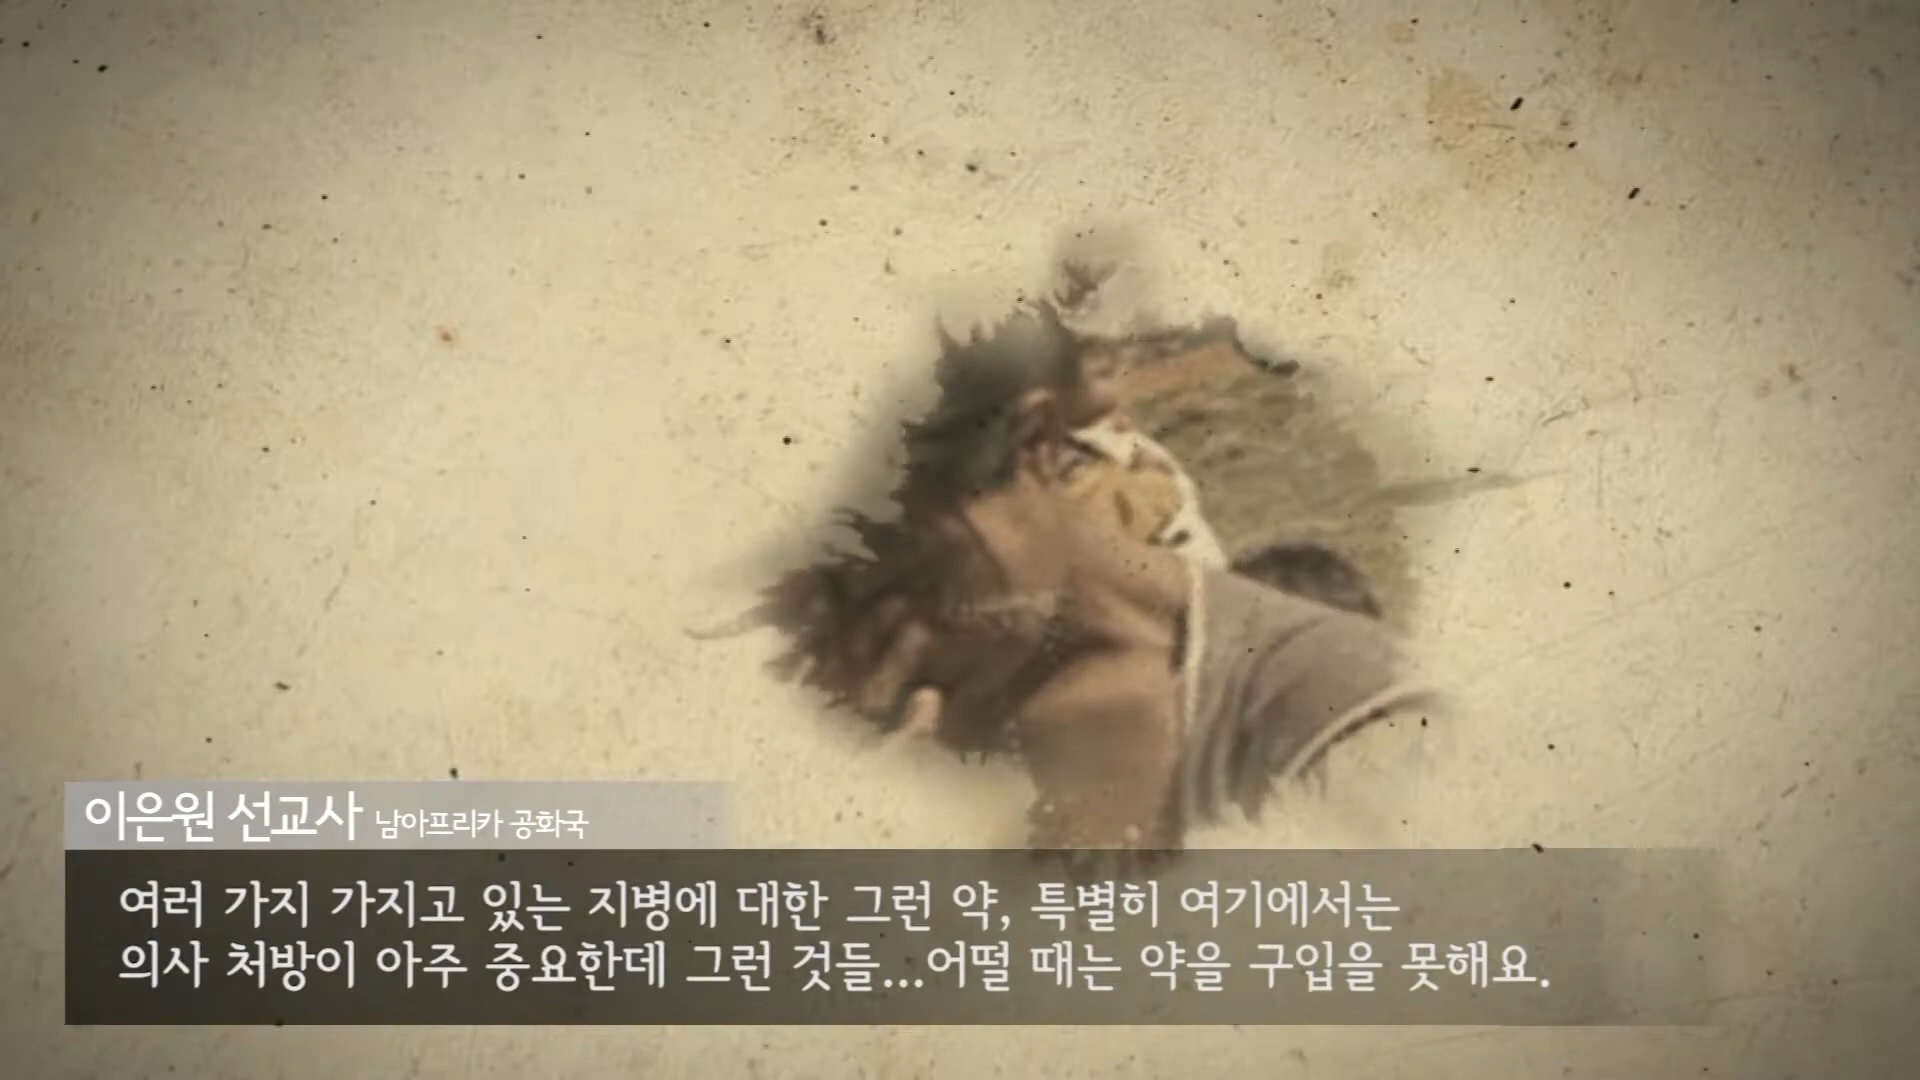 이은원 선교사 남아프리카 공화국
여러 가지 가지고 있는 지병에 대한 그런 약, 특별히 여기에서는
의사 처방이 아주 중요한데 그런 것들...어떨 때는 약을 구입을 못해요.